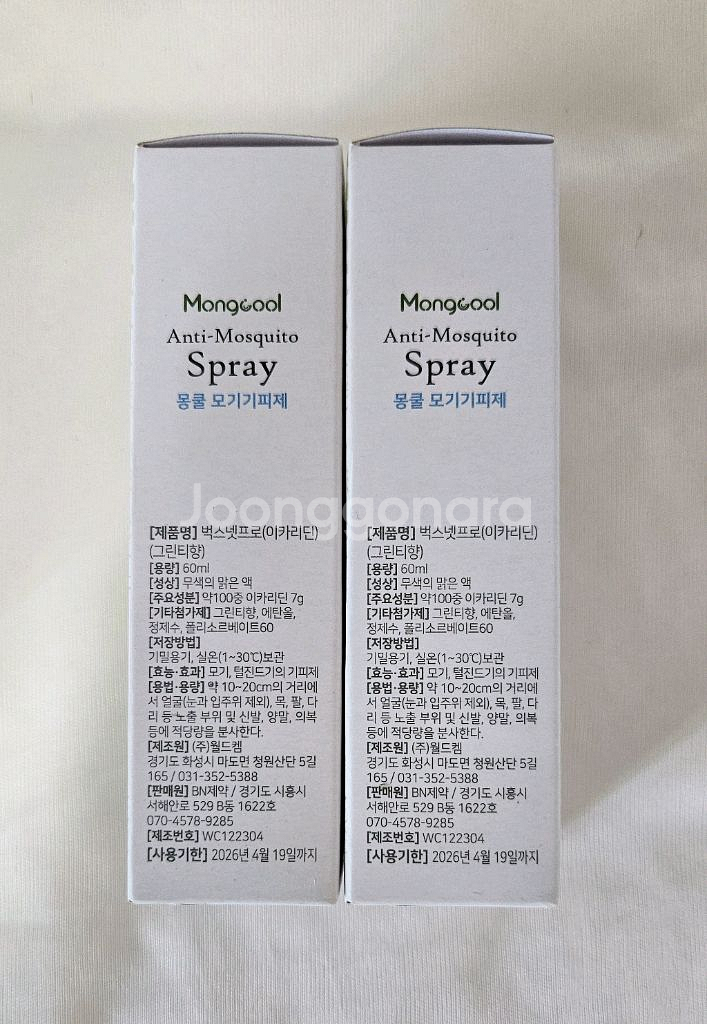 Mongcool
Anti-Mosquito
Spray
몽쿨 모기기피제
[제품명] 벅스넷프로(이카리딘)
(그린티향)
[용량] 60ml
[성상] 무색의 맑은 액
[주요성분] 약100중 이카리딘 7g
[기타첨가제] 그린티향, 에탄올,
정제수, 폴리소르베이트60
[저장방법]
기밀용기, 실온(1~30℃)보관
[효능·효과] 모기, 털진드기의 기피제
[용법·용량] 약 10~20cm의 거리에
서 얼굴(눈과 입주위 제외), 목, 팔, 다
리 등 노출 부위 및 신발, 양말, 의복
등에 적당량을 분사한다.
[제조원] (주)월드켐
경기도 화성시 마도면 청원산단 5길
165 / 031-352-5388
[판매원] BN제약 / 경기도 시흥시
서해안로 529 B동 1622호
070-4578-9285
[제조번호] WC122304
[사용기한] 2026년 4월 19일까지
Mongcool
Anti-Mosquito
Spray
몽쿨 모기기피제
[제품명] 벅스넷프로(이카리딘)
(그린티향)
[용량] 60ml
[성상] 무색의 맑은 액
[주요성분] 약100중 이카리딘 7g
[기타첨가제] 그린티향, 에탄올,
정제수, 폴리소르베이트60
[저장방법]
기밀용기, 실온(1~30℃)보관
[효능·효과] 모기, 털진드기의 기피제
[용법·용량] 약 10~20cm의 거리에
서 얼굴(눈과 입주위 제외), 목, 팔, 다
리 등 노출 부위 및 신발, 양말, 의복
등에 적당량을 분사한다.
[제조원] (주)월드켐
경기도 화성시 마도면 청원산단 5길
165 / 031-352-5388
[판매원] BN제약 / 경기도 시흥시
서해안로 529 B동 1622호
070-4578-9285
[제조번호] WC122304
[사용기한] 2026년 4월 19일까지
Joonggonara